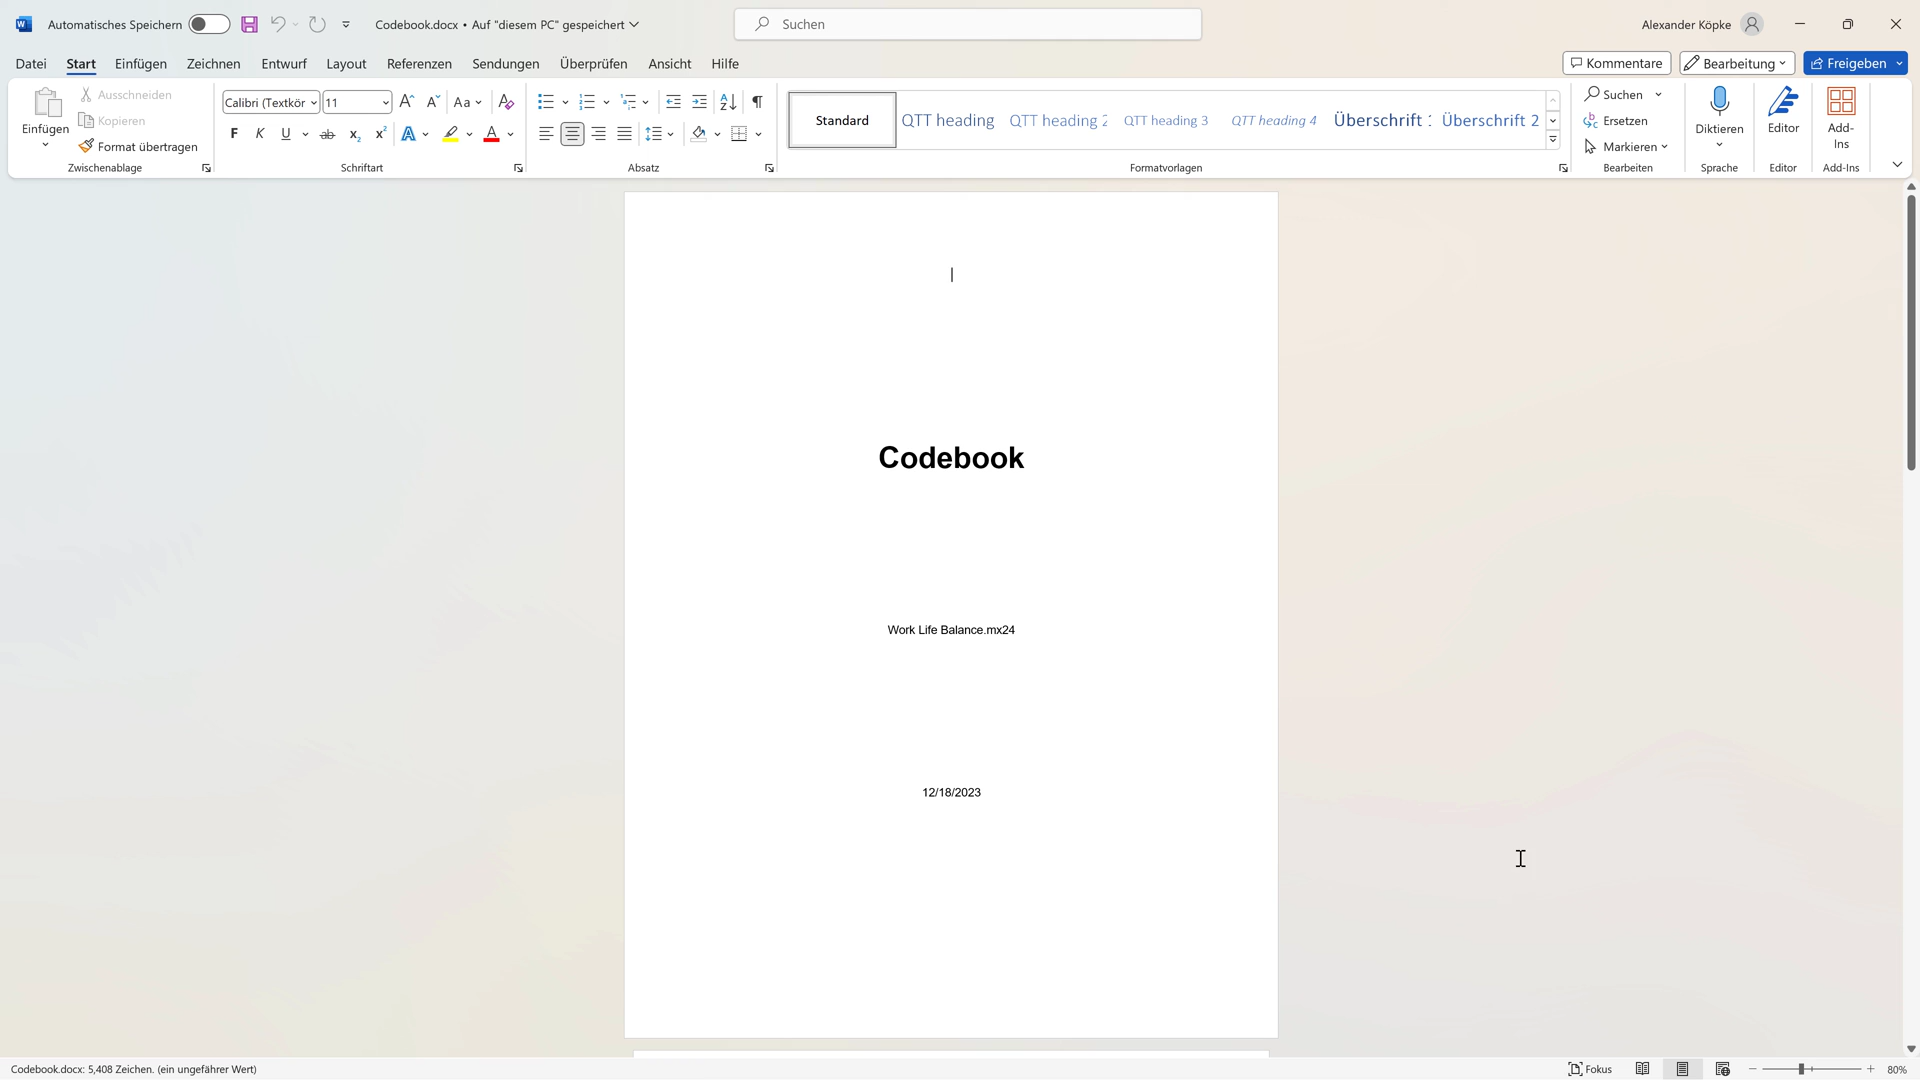 Automatisches Speichern
Codebook.docx • Auf "diesem PC" gespeichert
Suchen
Alexander Köpke
Datei Start Einfügen Zeichnen Entwurf Layout Referenzen Sendungen Überprüfen Ansicht Hilfe
Kommentare Bearbeitung Freigeben
Einfügen
Ausschneiden
Kopieren
Format übertragen
Zwischenablage
Calibri (Textkör 11
Aa
F K U ab x₂ x²
A A
Schriftart
Absatz
Standard QTT heading QTT heading 2 QTT heading 3 QTT heading 4 Überschrift 1 Überschrift 2
Formatvorlagen
Suchen
Ersetzen
Markieren
Bearbeiten
Diktieren
Sprache
Editor
Editor
Add-
Ins
Add-Ins
Codebook
Work Life Balance.mx24
12/18/2023
Codebook.docx: 5,408 Zeichen. (ein ungefährer Wert)
Fokus
80%